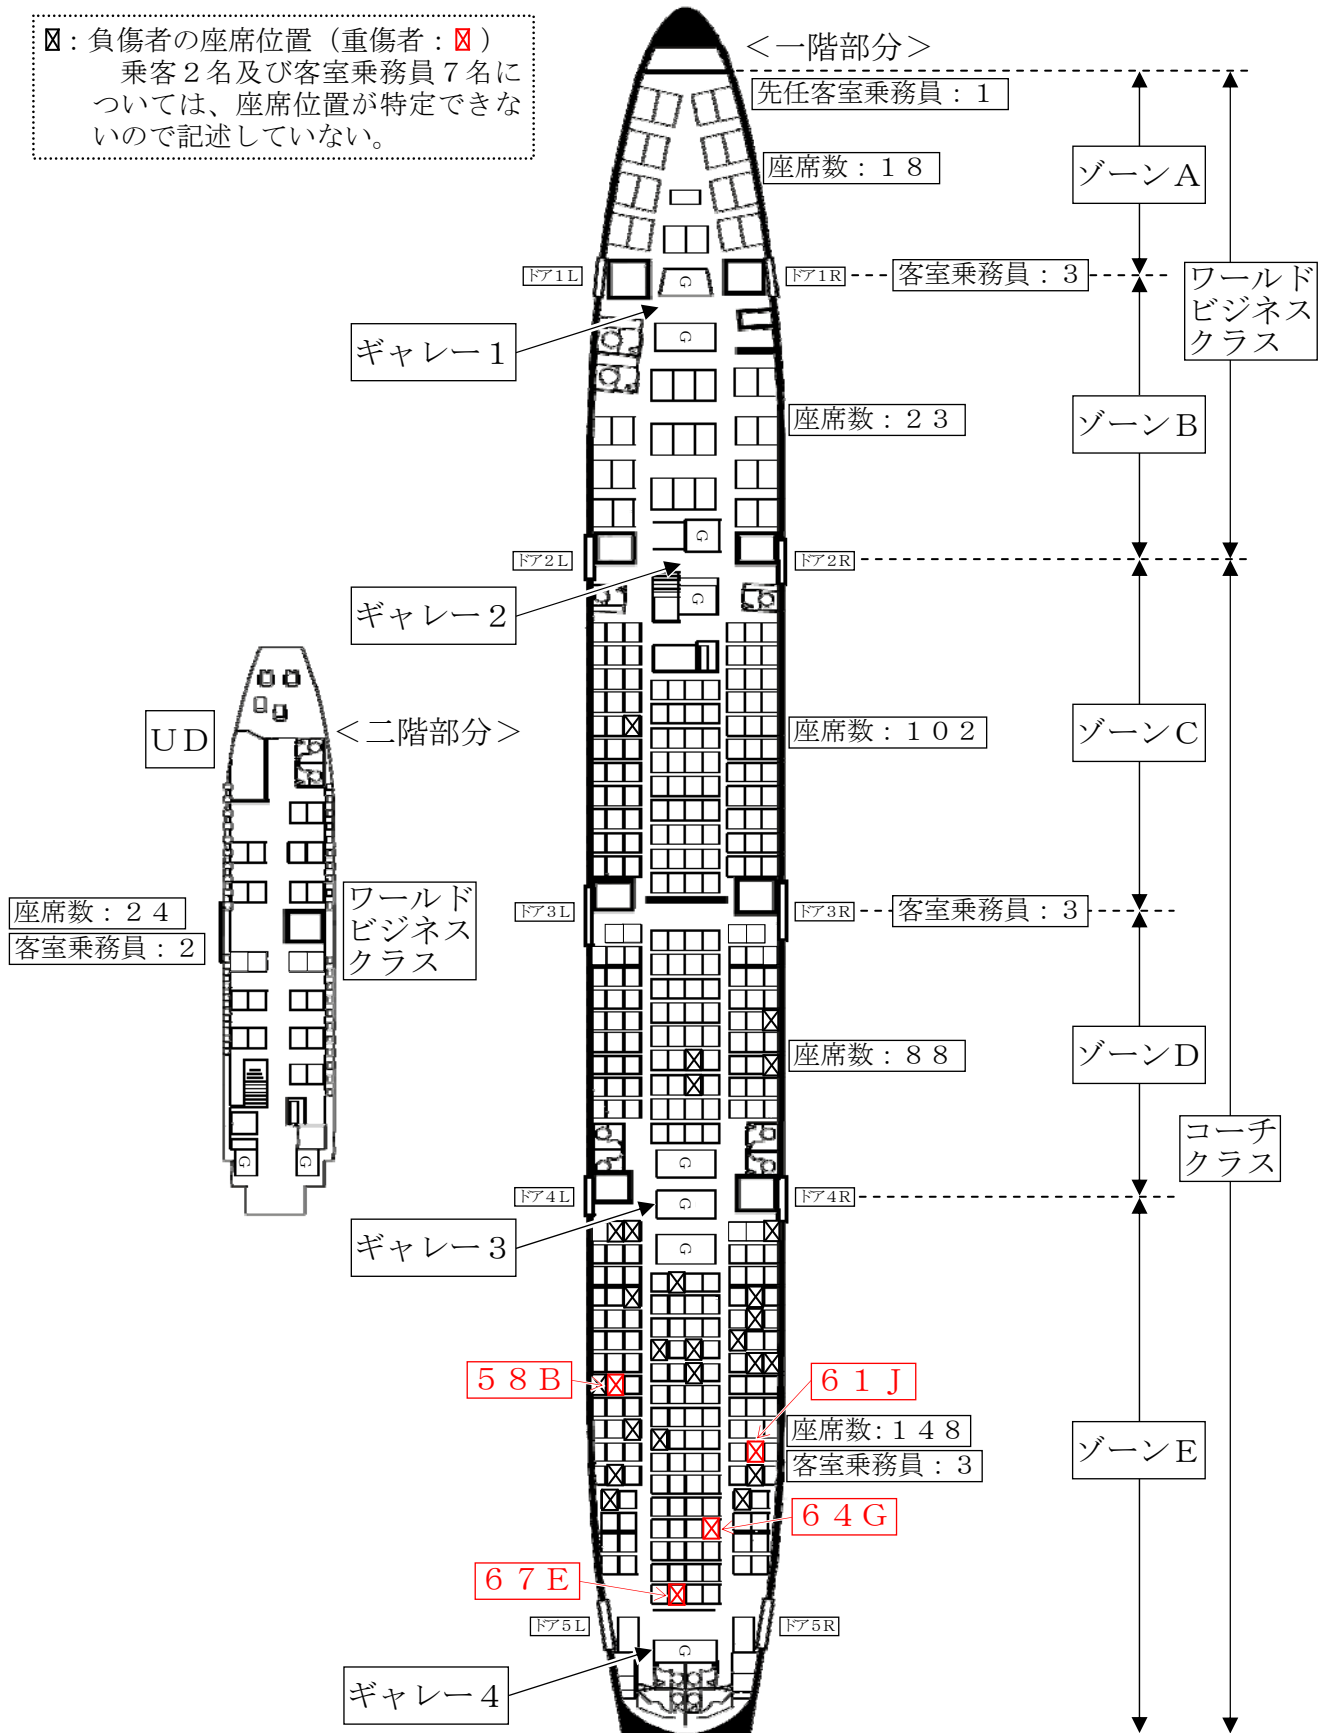 ：負傷者の座席位置（重傷者：）
乗客２名及び客室乗務員７名に
ついては、座席位置が特定できな
いので記述していない。
＜一階部分＞
先任客室乗務員：１
座席数：１８
ゾーンＡ
ドア１Ｌ
ドア１Ｒ
客室乗務員：３
Ｇ
ワールド
ビジネス
クラス
ギャレー１
Ｇ
座席数：２３
ゾーンＢ
Ｇ
ドア２Ｌ
ドア２Ｒ
ギャレー２
Ｇ
ＵＤ
＜二階部分＞
座席数：１０２
ゾーンＣ
座席数：２４
客室乗務員：２
ワールド
ビジネス
クラス
ドア３Ｌ
ドア３Ｒ
客室乗務員：３
座席数：８８
ゾーンＤ
コーチ
クラス
Ｇ
Ｇ
Ｇ
ドア４Ｌ
Ｇ
ドア４Ｒ
ギャレー３
Ｇ
５８Ｂ
６１Ｊ
座席数：１４８
客室乗務員：３
ゾーンＥ
６４Ｇ
６７Ｅ
ドア５Ｌ
ドア５Ｒ
Ｇ
ギャレー４